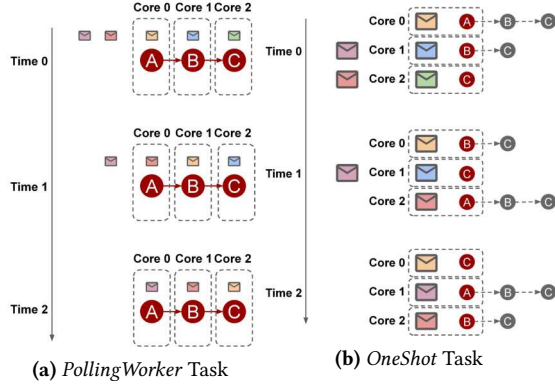 Core 0 Core 1 Core 2
Time 0
A B C
Core 0 Core 1 Core 2
Time 1
A B C
Core 0 Core 1 Core 2
A B C
Time 2
(a) PollingWorker Task
Core 0 A B C
Time 0
Core 1 B C
Core 2 C
Core 0 B C
Time 1
Core 1 C
Core 2 A B C
Core 0 C
Time 2
Core 1 A B C
Core 2 B C
(b) OneShot Task